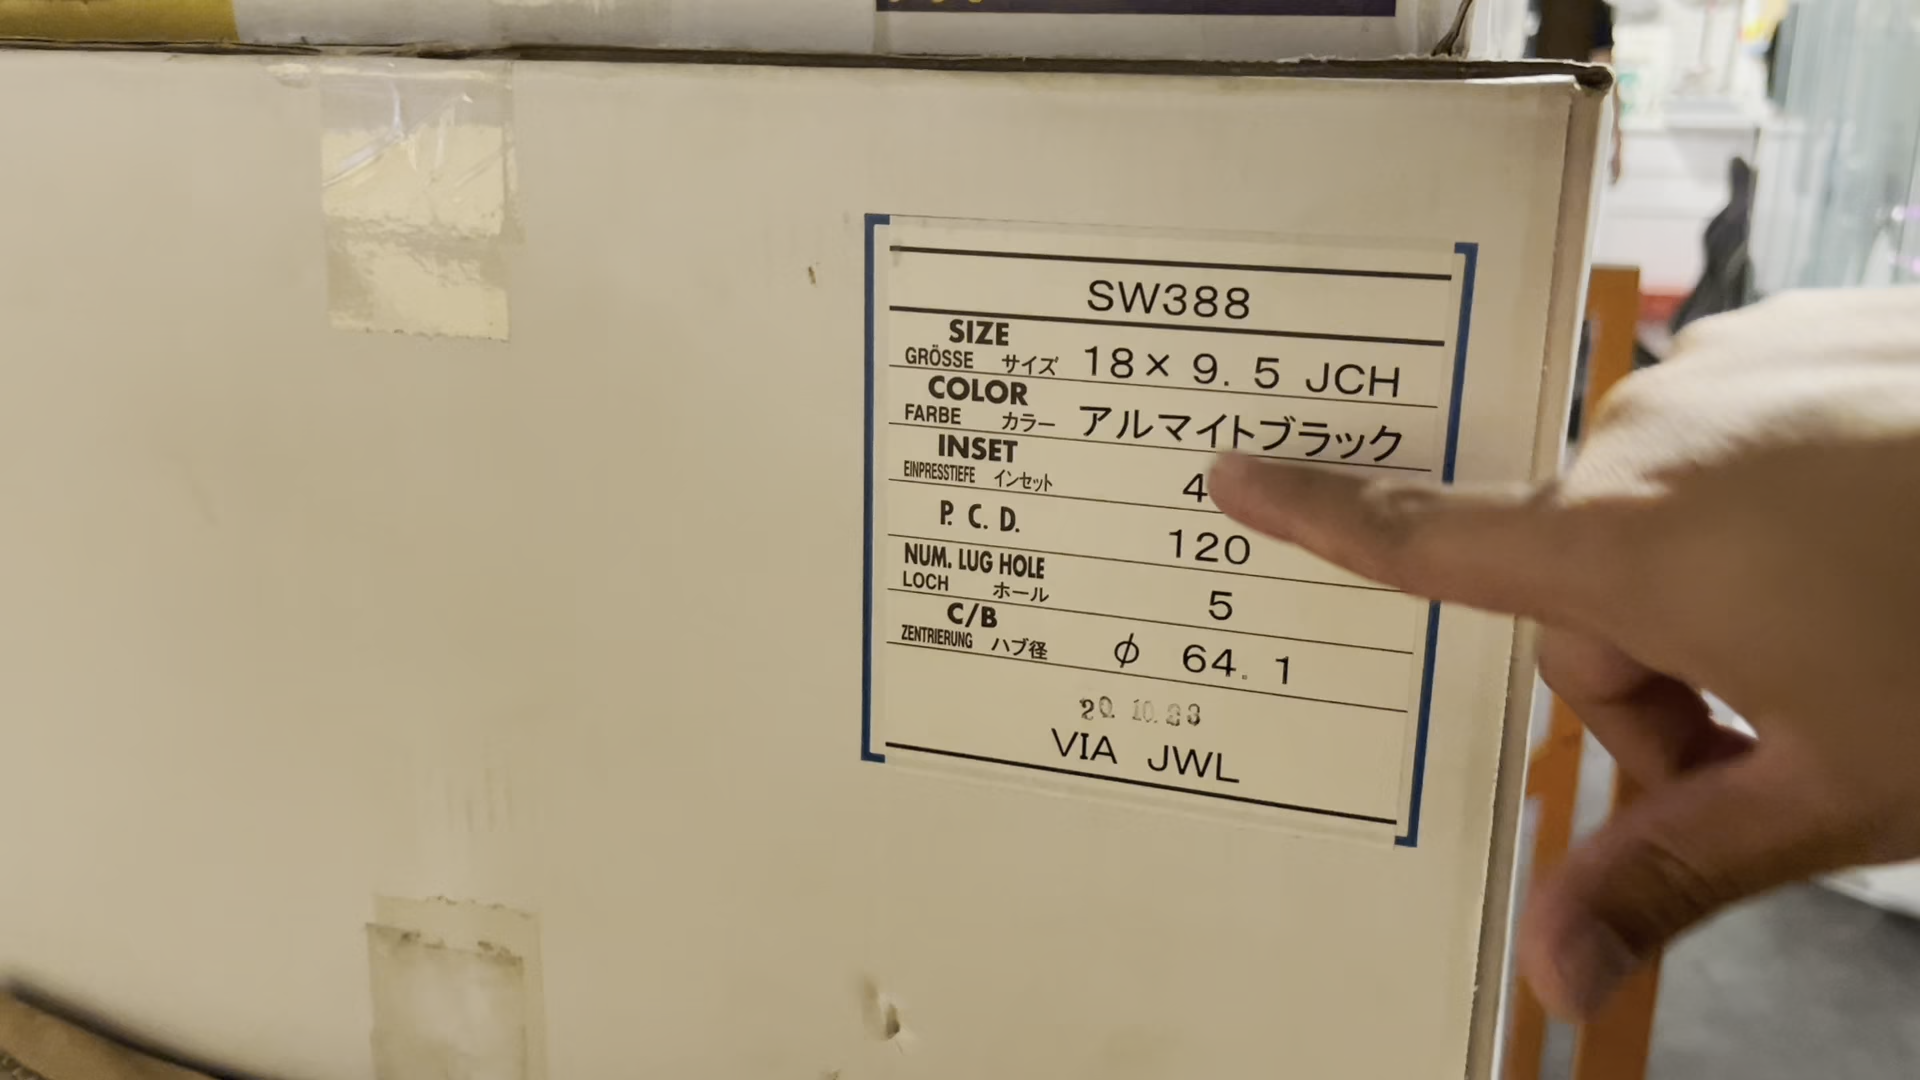 SW388
SIZE
GRÖSSE サイズ 18× 9. 5 JCH
COLOR
FARBE カラー アルマイトブラック
INSET
EINPRESSTIEFE インセット 4
P. C. D. 120
NUM. LUG HOLE
LOCH ホール 5
C/B
ZENTRIERUNG ハブ径 φ 64. 1
VIA JWL